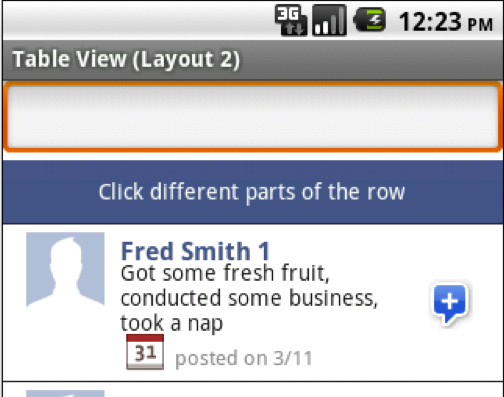 3G 12:23 PM
Table View (Layout 2)
Click different parts of the row
Fred Smith 1
Got some fresh fruit,
conducted some business,
took a nap
31 posted on 3/11